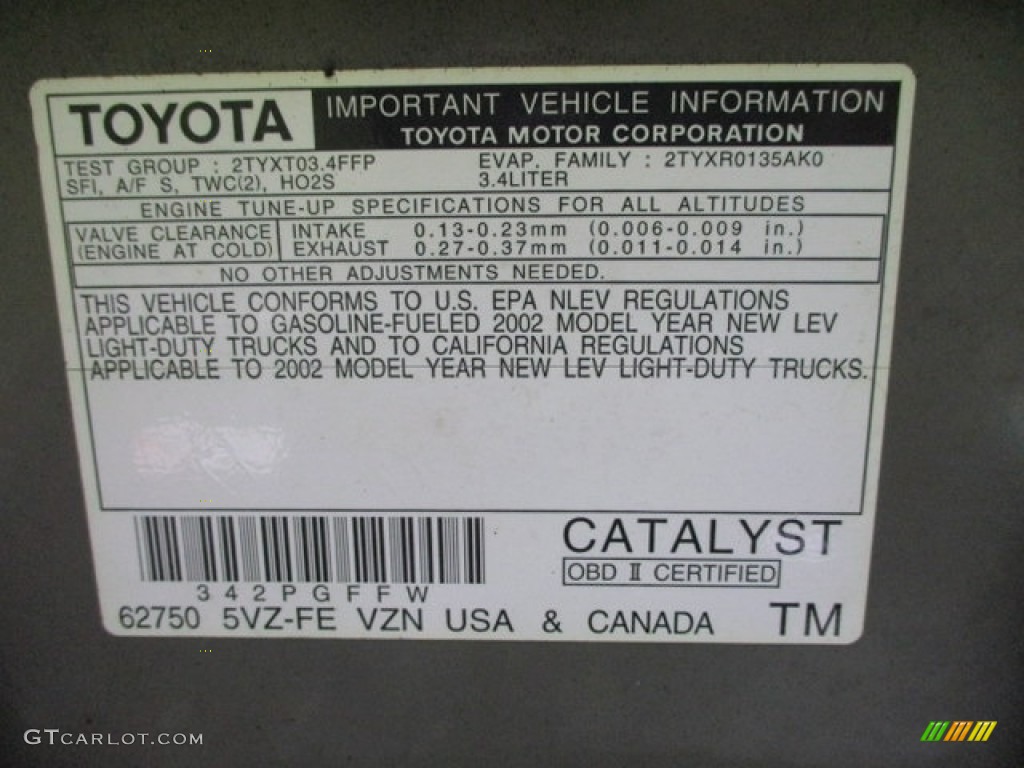 TOYOTA IMPORTANT VEHICLE INFORMATION
TOYOTA MOTOR CORPORATION
TEST GROUP : 2TYXT03.4FFP EVAP. FAMILY : 2TYXR0135AK0
SFI, A/F S, TWC(2), HO2S 3.4LITER
ENGINE TUNE-UP SPECIFICATIONS FOR ALL ALTITUDES
VALVE CLEARANCE INTAKE 0.13-0.23mm (0.006-0.009 in.)
(ENGINE AT COLD) EXHAUST 0.27-0.37mm (0.011-0.014 in.)
NO OTHER ADJUSTMENTS NEEDED.
THIS VEHICLE CONFORMS TO U.S. EPA NLEV REGULATIONS
APPLICABLE TO GASOLINE-FUELED 2002 MODEL YEAR NEW LEV
LIGHT-DUTY TRUCKS AND TO CALIFORNIA REGULATIONS
APPLICABLE TO 2002 MODEL YEAR NEW LEV LIGHT-DUTY TRUCKS.
CATALYST
OBD II CERTIFIED
342PGFFW
62750 5VZ-FE VZN USA & CANADA TM
GTCARLOT.COM